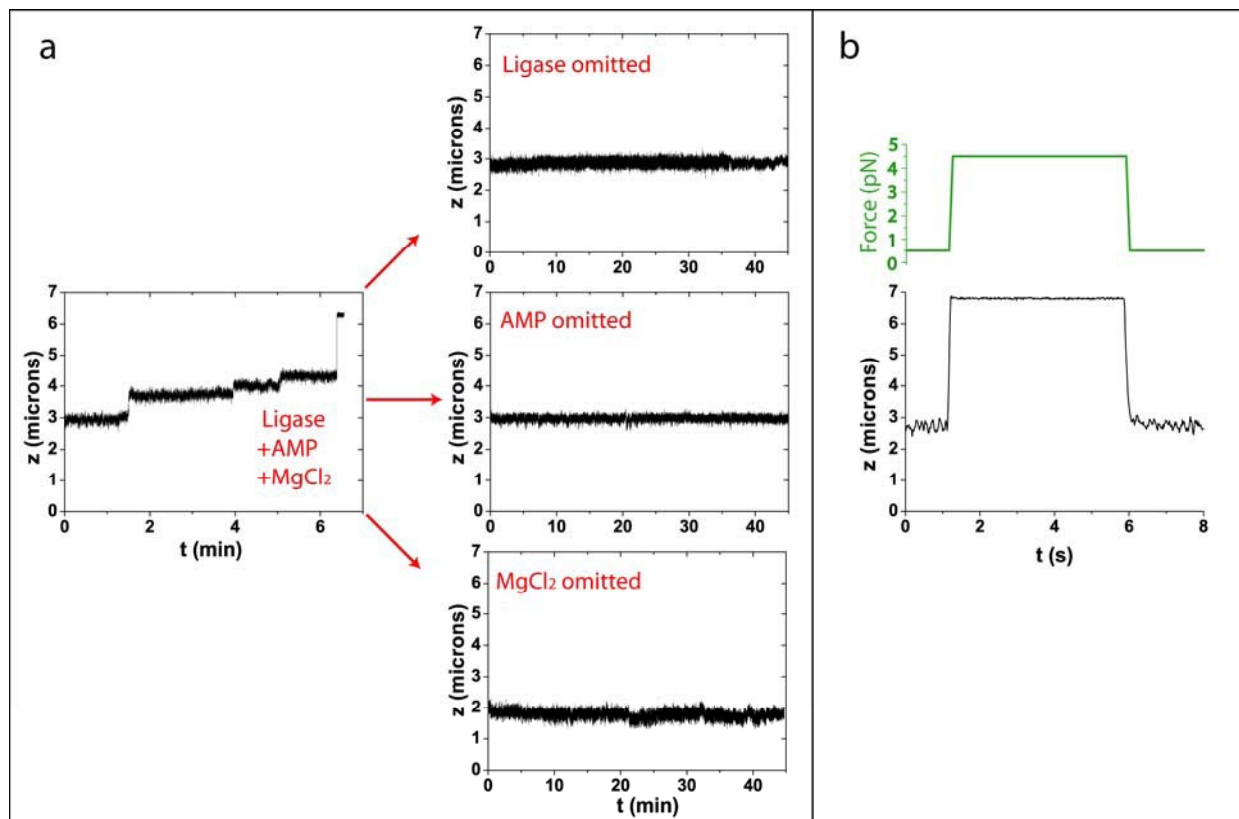 a
Ligase omitted
7
6
5
4
3
2
1
0
z (microns)
0 10 20 30 40
7
6
5
4
3
2
1
0
z (microns)
Ligase
+AMP
+MgCl₂
0 2 4 6
t (min)
AMP omitted
7
6
5
4
3
2
1
0
z (microns)
0 10 20 30 40
MgCl₂ omitted
7
6
5
4
3
2
1
0
z (microns)
0 10 20 30 40
t (min)
b
5
4
3
2
1
0
Force (pN)
7
6
5
4
3
2
1
0
z (microns)
0 2 4 6 8
t (s)